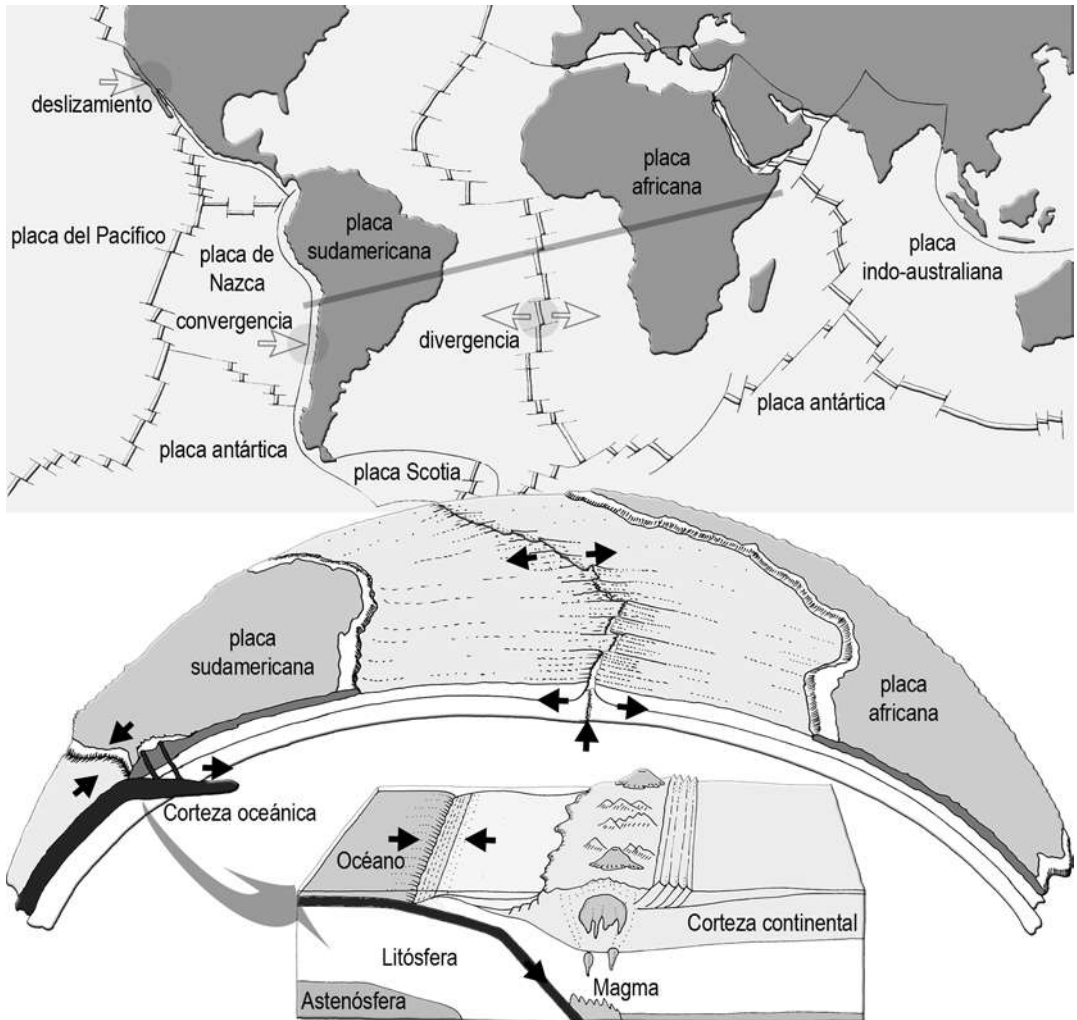 deslizamiento
placa
africana
placa del Pacífico
placa
sudamericana
placa de
Nazca
placa
indo-australiana
convergencia
divergencia
placa antártica
placa antártica
placa Scotia
placa
sudamericana
placa
africana
Corteza oceánica
Océano
Corteza continental
Litósfera
Magma
Astenósfera